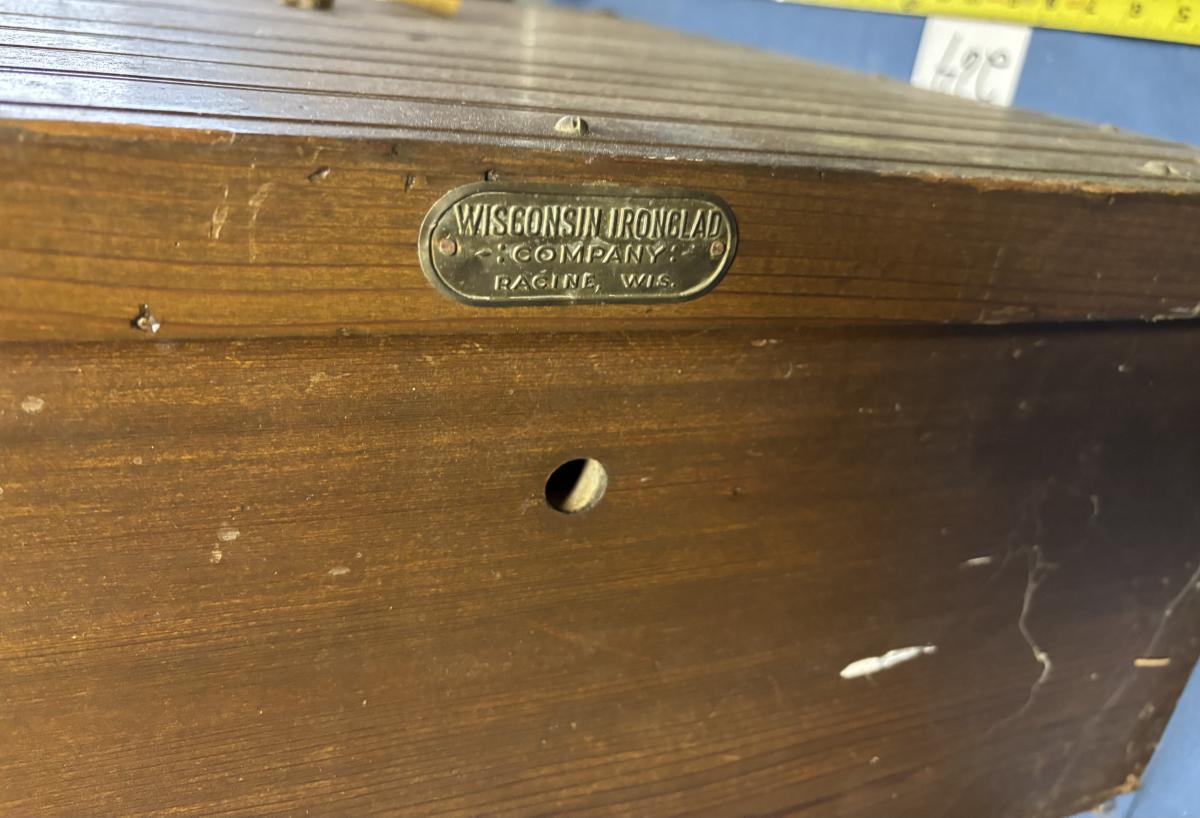 WISCONSIN IRONCLAD
-:COMPANY:-
RACINE, WIS.